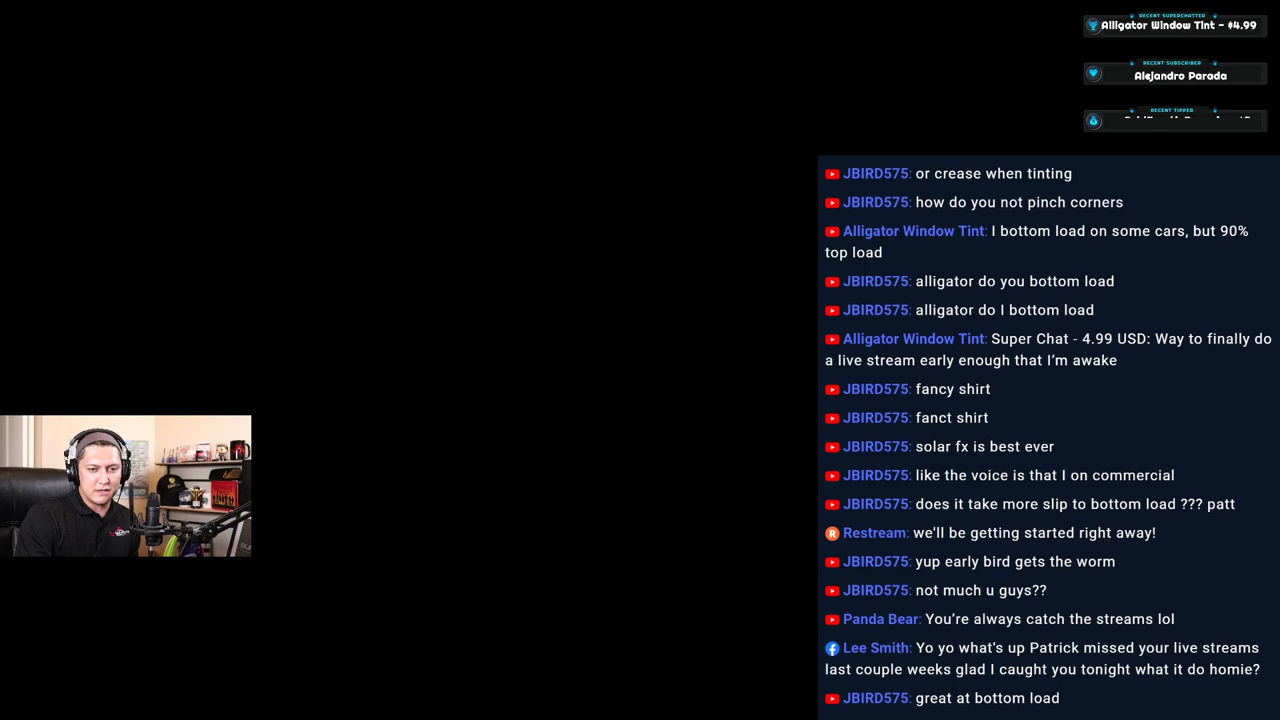 RECENT SUPERCHATTER
Alligator Window Tint - $4.99
RECENT SUBSCRIBER
Alejandro Parada
RECENT TIPPER
JBIRD575: or crease when tinting
JBIRD575: how do you not pinch corners
Alligator Window Tint: I bottom load on some cars, but 90%
top load
JBIRD575: alligator do you bottom load
JBIRD575: alligator do I bottom load
Alligator Window Tint: Super Chat - 4.99 USD: Way to finally do
a live stream early enough that I’m awake
JBIRD575: fancy shirt
JBIRD575: fanct shirt
JBIRD575: solar fx is best ever
JBIRD575: like the voice is that I on commercial
JBIRD575: does it take more slip to bottom load ??? patt
Restream: we'll be getting started right away!
JBIRD575: yup early bird gets the worm
JBIRD575: not much u guys??
Panda Bear: You’re always catch the streams lol
Lee Smith: Yo yo what's up Patrick missed your live streams
last couple weeks glad I caught you tonight what it do homie?
JBIRD575: great at bottom load